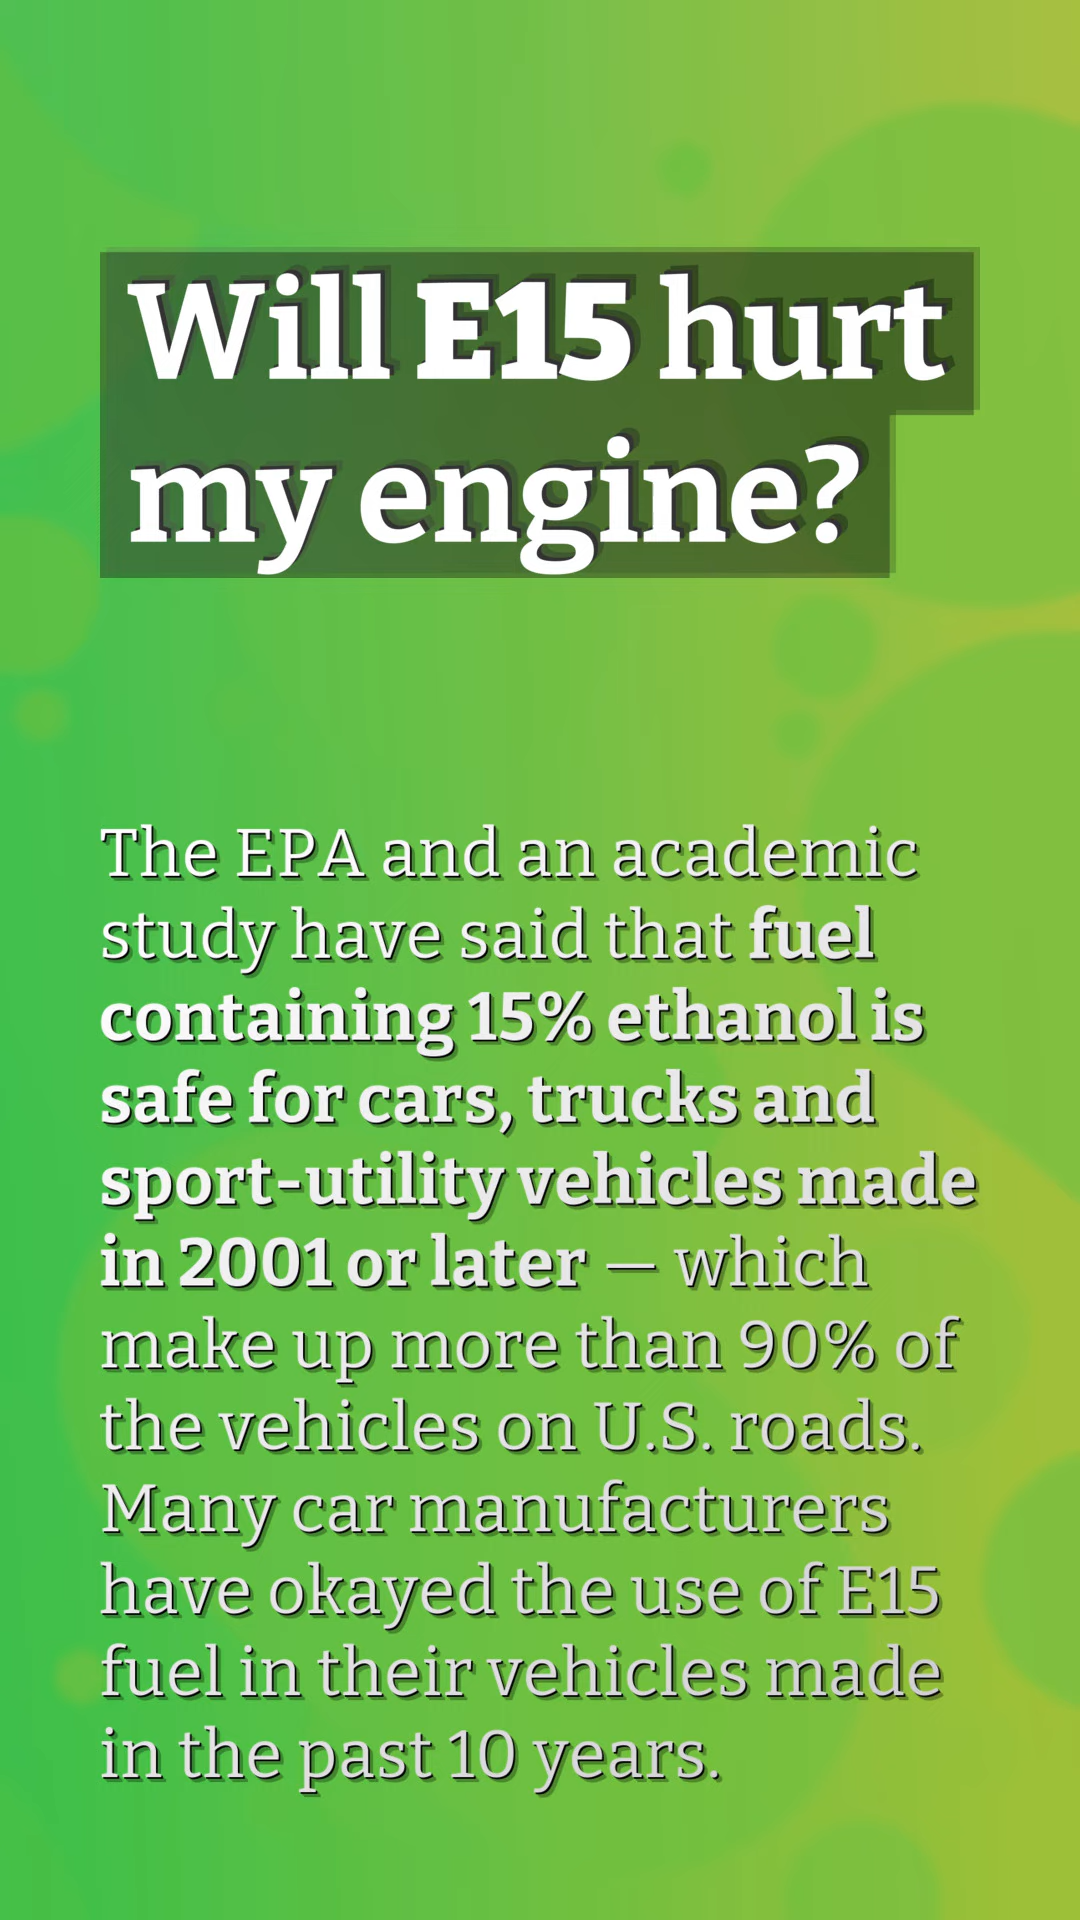 Will E15 hurt
my engine?
The EPA and an academic
study have said that fuel
containing 15% ethanol is
safe for cars, trucks and
sport-utility vehicles made
in 2001 or later — which
make up more than 90% of
the vehicles on U.S. roads.
Many car manufacturers
have okayed the use of E15
fuel in their vehicles made
in the past 10 years.